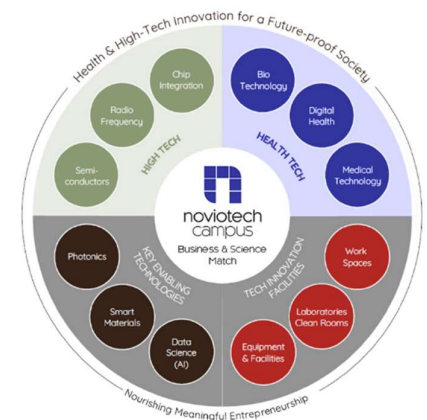 Health & High-Tech Innovation for a Future-proof Society
Chip
Integration
Radio
Frequency
Semi-
conductors
HIGH TECH
Bio
Technology
Digital
Health
Medical
Technology
HEALTH TECH
noviotech
campus
Business & Science
Match
Photonics
Smart
Materials
Data
Science
(AI)
KEY ENABLING
TECHNOLOGIES
Work
Spaces
Laboratories
Clean Rooms
Equipment
& Facilities
TECH INNOVATION
FACILITIES
Nourishing Meaningful Entrepreneurship